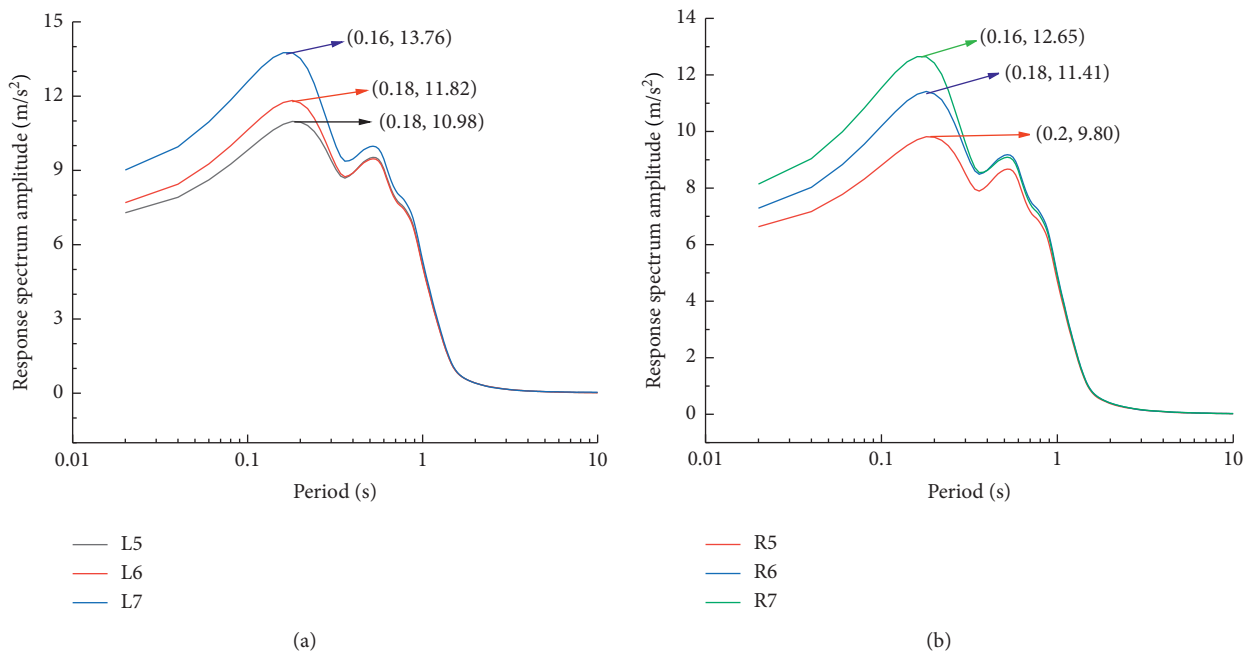 Response spectrum amplitude (m/s²)
15
12
9
6
3
0
(0.16, 13.76)
(0.18, 11.82)
(0.18, 10.98)
0.01
0.1
1
10
Period (s)
L5
L6
L7
(a)
Response spectrum amplitude (m/s²)
14
12
10
8
6
4
2
0
(0.16, 12.65)
(0.18, 11.41)
(0.2, 9.80)
0.01
0.1
1
10
Period (s)
R5
R6
R7
(b)